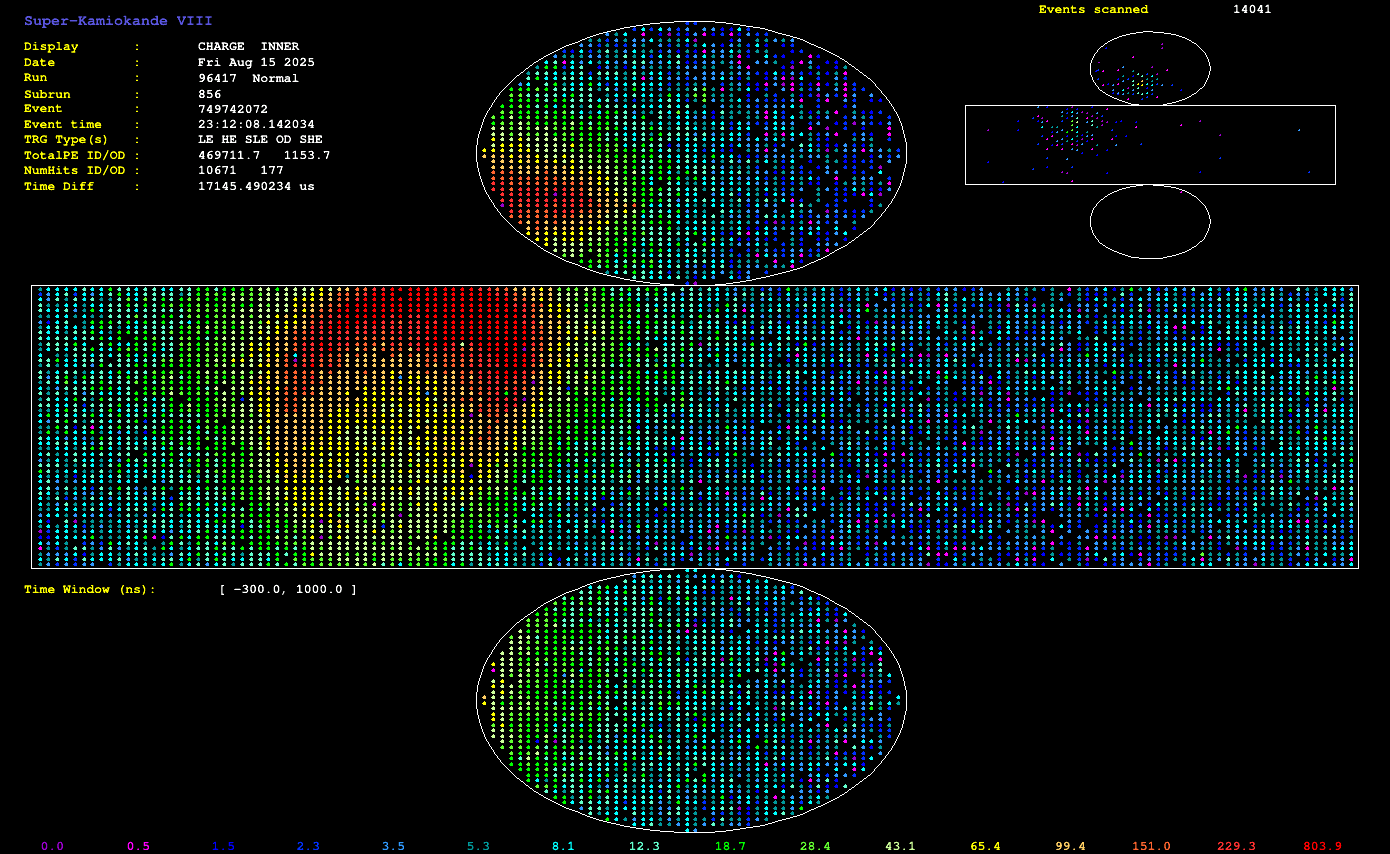 Super-Kamiokande VIII
Events scanned 14041
Display : CHARGE INNER
Date : Fri Aug 15 2025
Run : 96417 Normal
Subrun : 856
Event : 749742072
Event time : 23:12:08.142034
TRG Type(s) : LE HE SLE OD SHE
TotalPE ID/OD : 469711.7 1153.7
NumHits ID/OD : 10671 177
Time Diff : 17145.490234 us
Time Window (ns): [ -300.0, 1000.0 ]
0.0 0.5 1.5 2.3 3.5 5.3 8.1 12.3 18.7 28.4 43.1 65.4 99.4 151.0 229.3 803.9